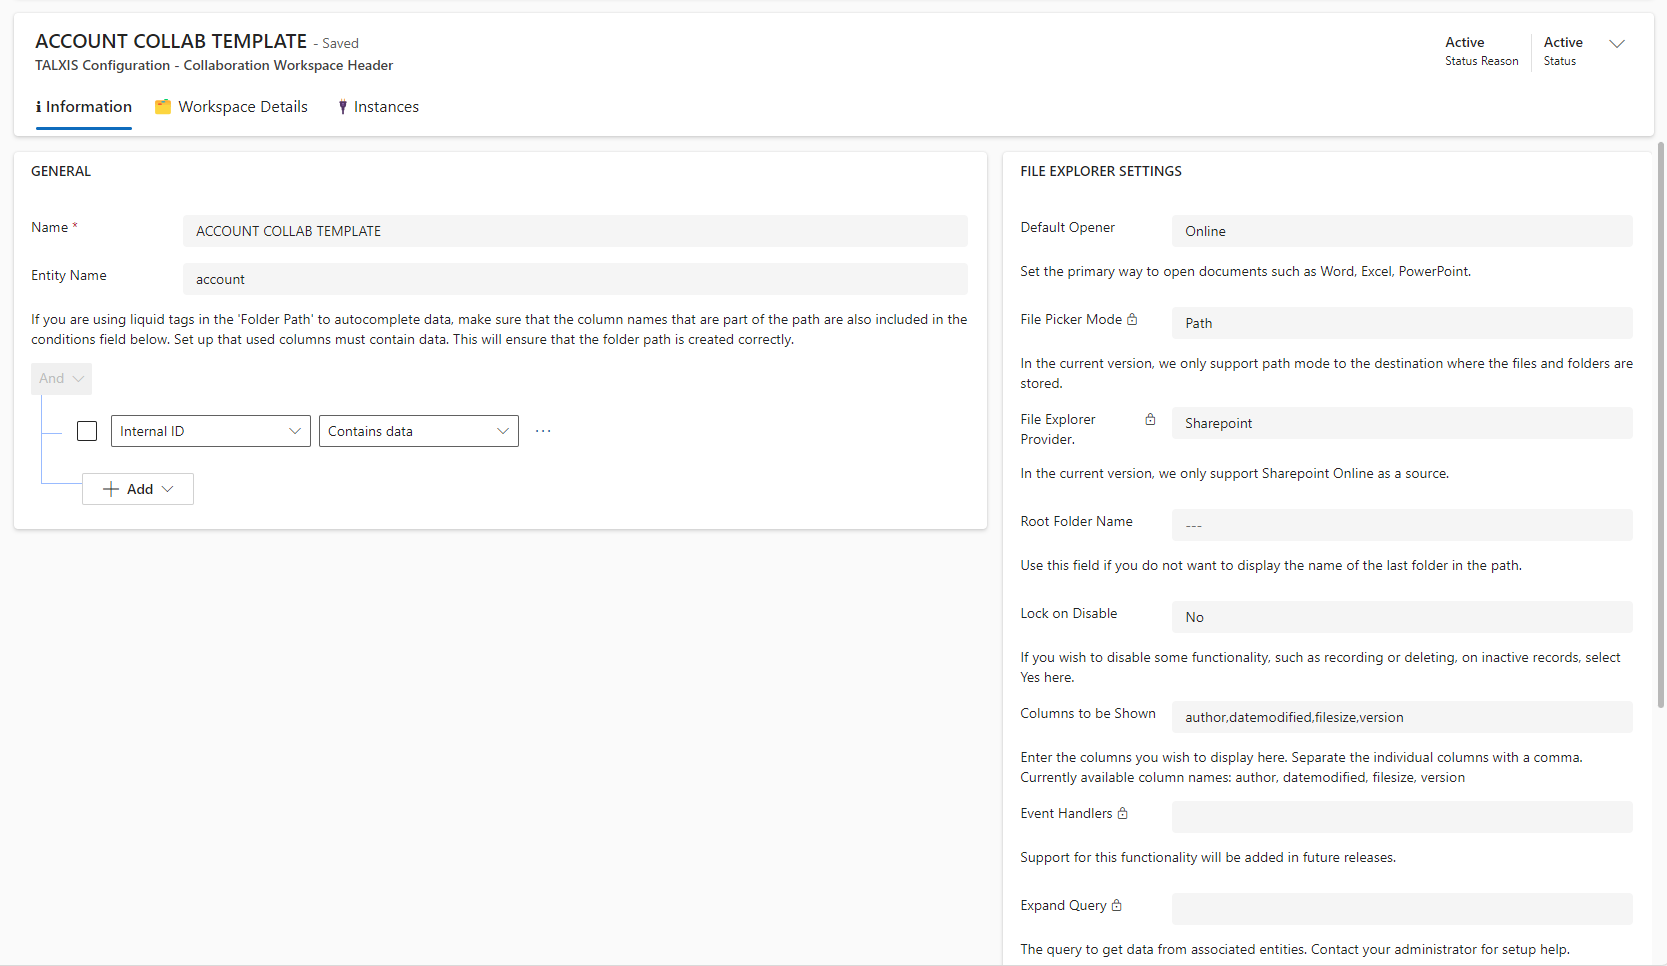 ACCOUNT COLLAB TEMPLATE - Saved
TALXIS Configuration - Collaboration Workspace Header
Active
Status Reason
Active
Status
Information
Workspace Details
Instances
GENERAL
Name *
ACCOUNT COLLAB TEMPLATE
Entity Name
account
If you are using liquid tags in the 'Folder Path' to autocomplete data, make sure that the column names that are part of the path are also included in the
conditions field below. Set up that used columns must contain data. This will ensure that the folder path is created correctly.
And
Internal ID
Contains data
...
Add
FILE EXPLORER SETTINGS
Default Opener
Online
Set the primary way to open documents such as Word, Excel, PowerPoint.
File Picker Mode
Path
In the current version, we only support path mode to the destination where the files and folders are
stored.
File Explorer
Provider.
Sharepoint
In the current version, we only support Sharepoint Online as a source.
Root Folder Name
---
Use this field if you do not want to display the name of the last folder in the path.
Lock on Disable
No
If you wish to disable some functionality, such as recording or deleting, on inactive records, select
Yes here.
Columns to be Shown
author,datemodified,filesize,version
Enter the columns you wish to display here. Separate the individual columns with a comma.
Currently available column names: author, datemodified, filesize, version
Event Handlers
Support for this functionality will be added in future releases.
Expand Query
The query to get data from associated entities. Contact your administrator for setup help.